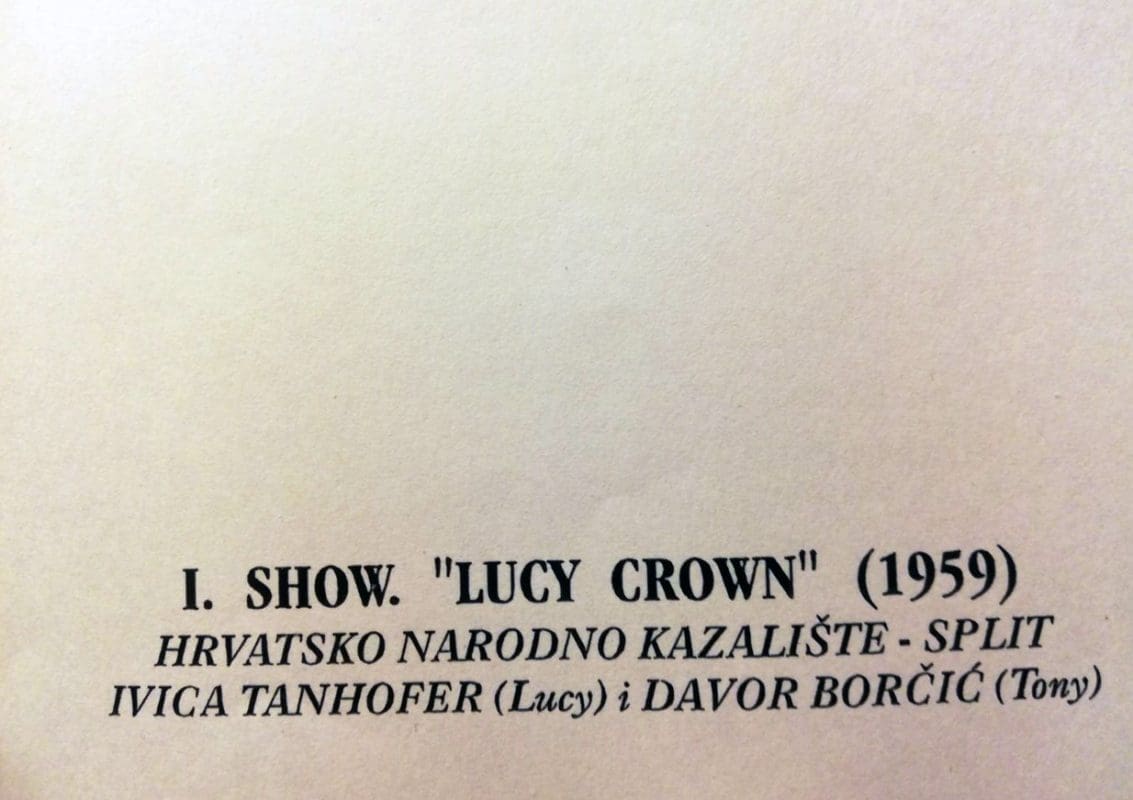 I. SHOW. "LUCY CROWN" (1959)
HRVATSKO NARODNO KAZALIŠTE - SPLIT
IVICA TANHOFER (Lucy) i DAVOR BORČIĆ (Tony)